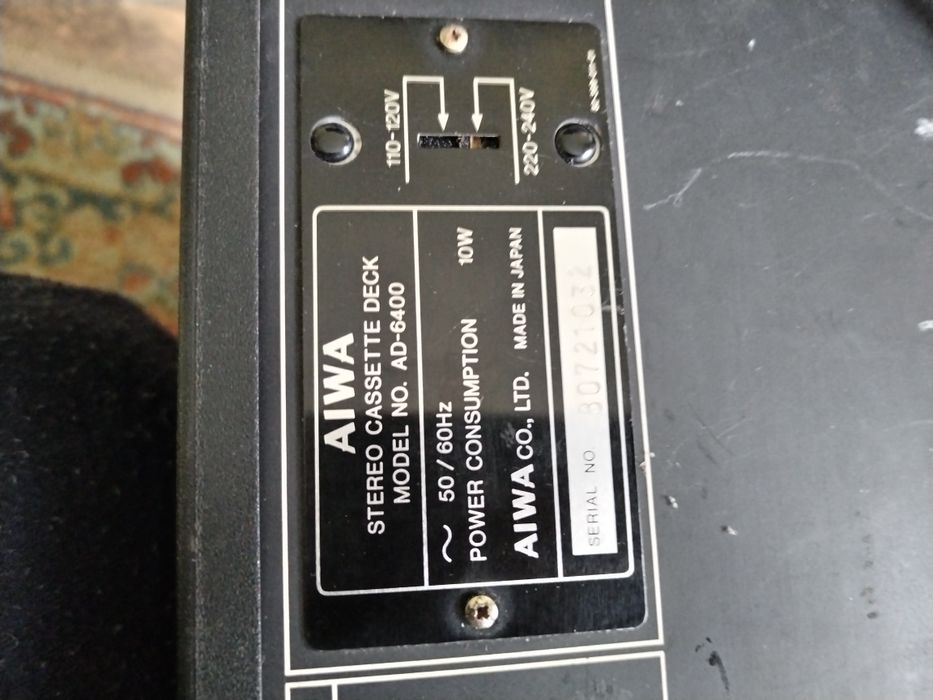 110-120V
220-240V
AIWA
STEREO CASSETTE DECK
MODEL NO. AD-6400
～ 50/60Hz
POWER CONSUMPTION 10W
AIWA CO., LTD. MADE IN JAPAN
SERIAL NO. 80721032